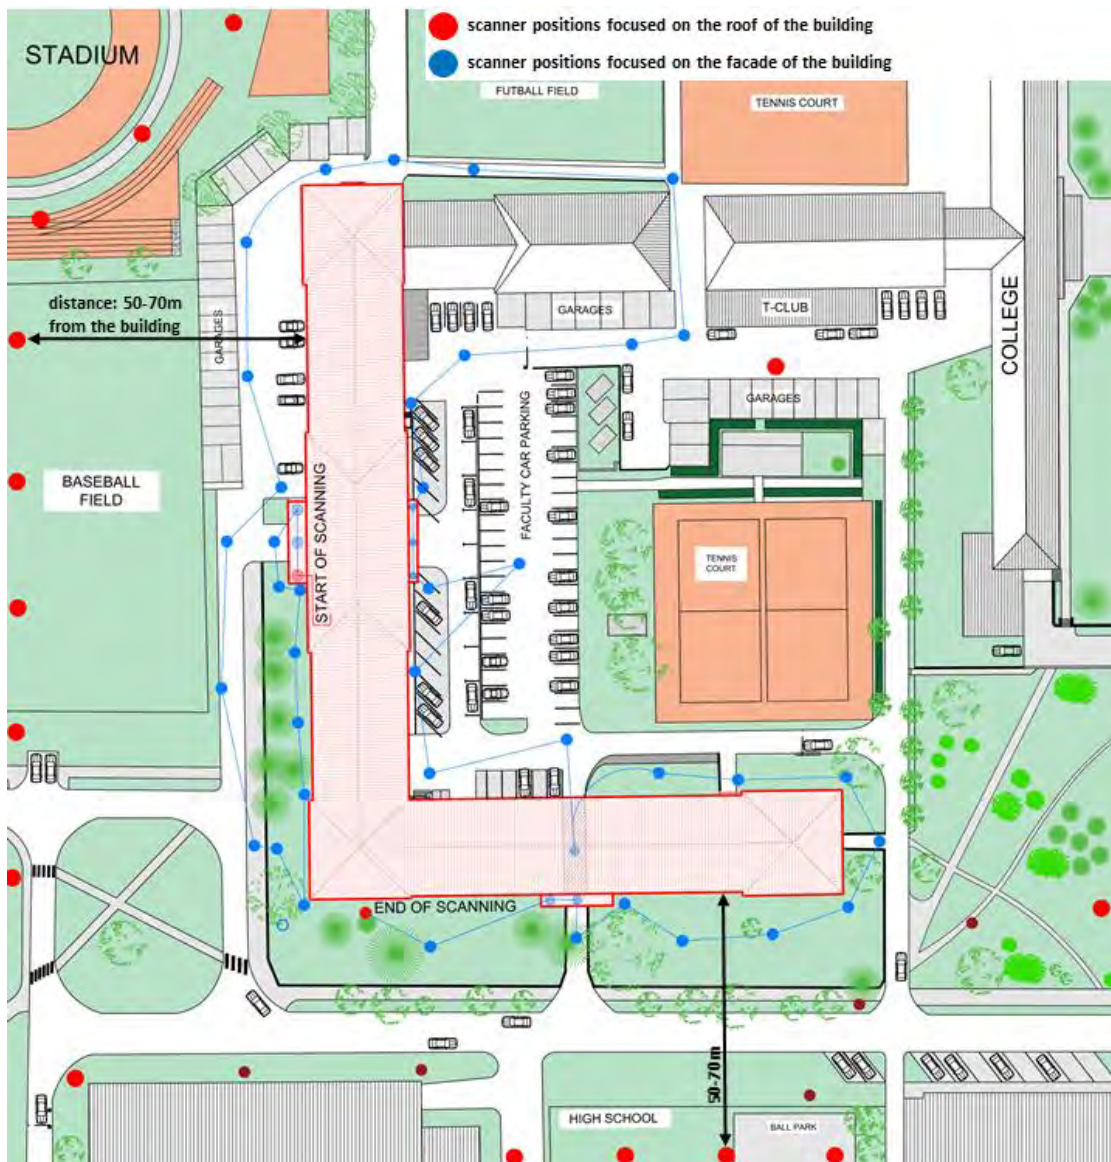 scanner positions focused on the roof of the building
scanner positions focused on the facade of the building
STADIUM
FUTBALL FIELD
TENNIS COURT
distance: 50-70m
from the building
GARAGES
GARAGES
T-CLUB
COLLEGE
GARAGES
FACULTY CAR PARKING
BASEBALL
FIELD
START OF SCANNING
TENNIS
COURT
END OF SCANNING
50-70m
HIGH SCHOOL
BALL PARK